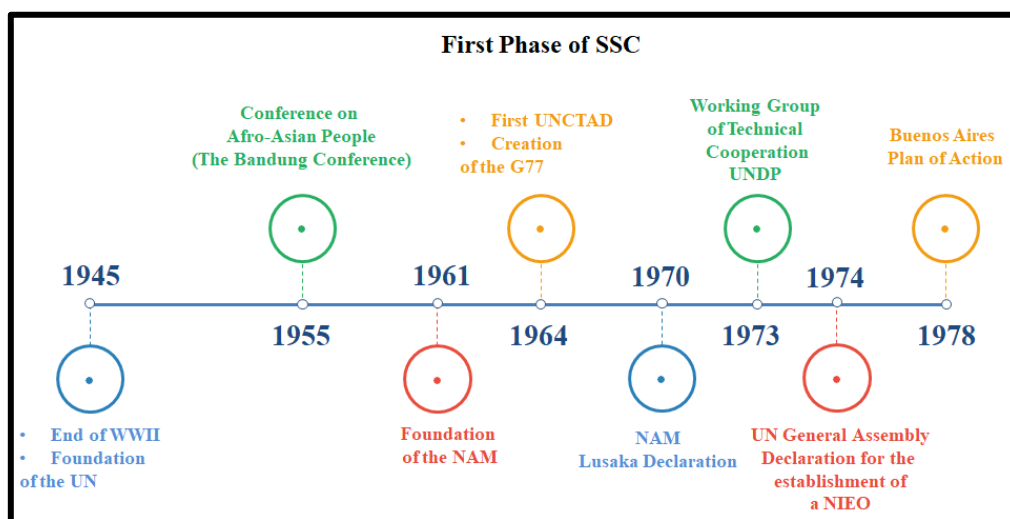 First Phase of SSC
Conference on
Afro-Asian People
(The Bandung Conference)
• First UNCTAD
• Creation
of the G77
Working Group
of Technical
Cooperation
UNDP
Buenos Aires
Plan of Action
1945
1961
1970
1974
1955
1964
1973
1978
• End of WWII
• Foundation
of the UN
Foundation
of the NAM
NAM
Lusaka Declaration
UN General Assembly
Declaration for the
establishment of
a NIEO